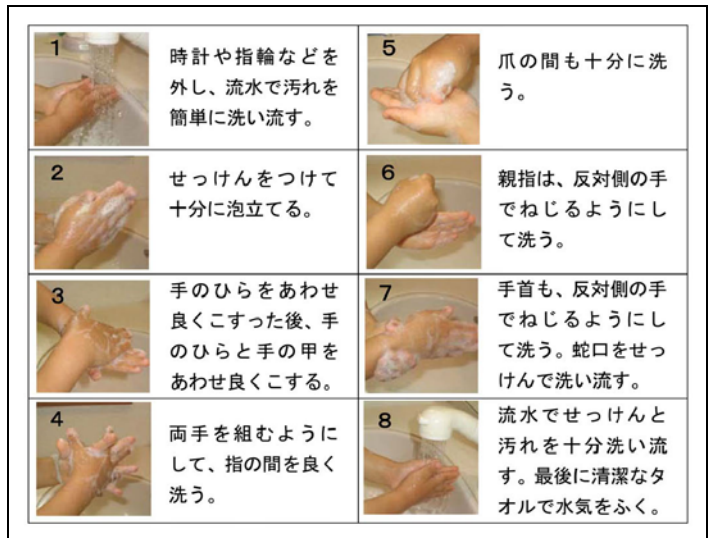 1
時計や指輪などを
外し、流水で汚れを
簡単に洗い流す。
2
せっけんをつけて
十分に泡立てる。
3
手のひらをあわせ
良くこすった後、手
のひらと手の甲を
あわせ良くこする。
4
両手を組むように
して、指の間を良く
洗う。
5
爪の間も十分に洗
う。
6
親指は、反対側の手
でねじるようにし
て洗う。
7
手首も、反対側の手
でねじるようにし
て洗う。蛇口をせっ
けんで洗い流す。
8
流水でせっけんと
汚れを十分洗い流
す。最後に清潔なタ
オルで水気をふく。